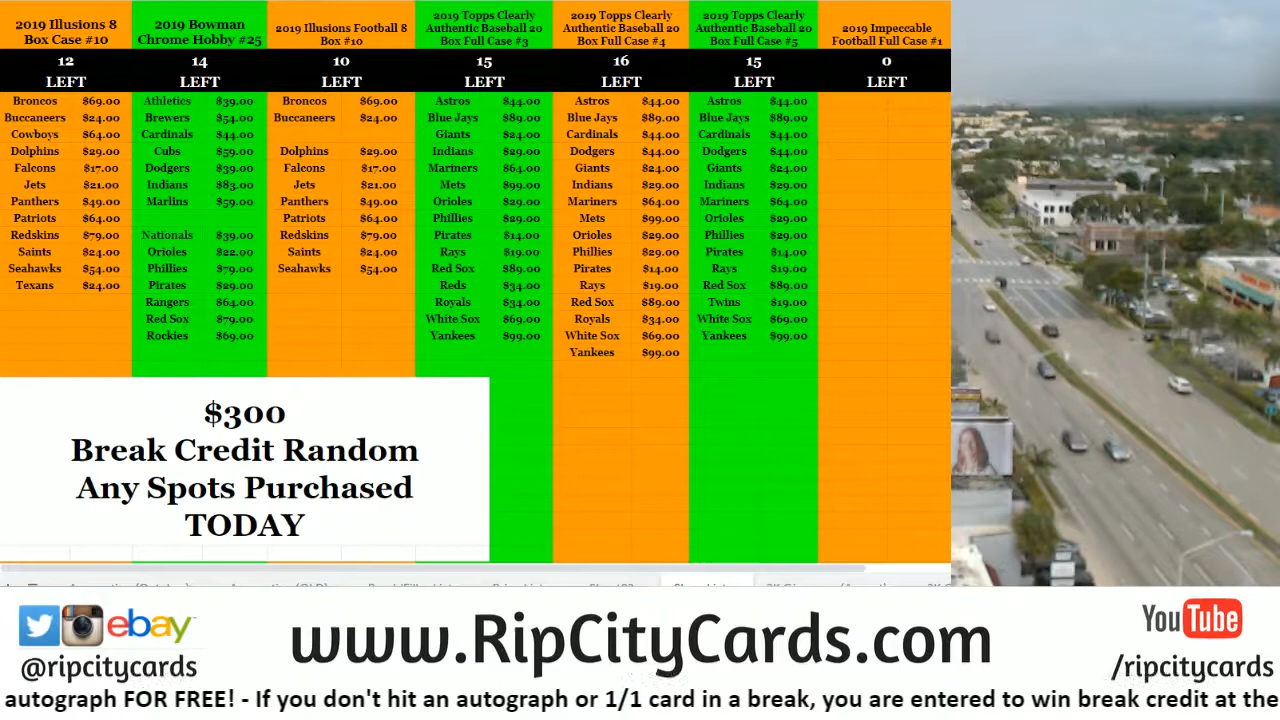 2019 Illusions 8
Box Case #10
12
LEFT
Broncos $69.00
Buccaneers $24.00
Cowboys $64.00
Dolphins $29.00
Falcons $17.00
Jets $21.00
Panthers $49.00
Patriots $64.00
Redskins $79.00
Saints $24.00
Seahawks $54.00
Texans $24.00
2019 Bowman
Chrome Hobby #25
14
LEFT
Athletics $39.00
Brewers $54.00
Cardinals $44.00
Cubs $59.00
Dodgers $39.00
Indians $83.00
Marlins $59.00
Nationals $39.00
Orioles $22.00
Phillies $79.00
Pirates $29.00
Rangers $64.00
Red Sox $79.00
Rockies $69.00
2019 Illusions Football 8
Box #10
10
LEFT
Broncos $69.00
Buccaneers $24.00
Dolphins $29.00
Falcons $17.00
Jets $21.00
Panthers $49.00
Patriots $64.00
Redskins $79.00
Saints $24.00
Seahawks $54.00
2019 Topps Clearly
Authentic Baseball 20
Box Full Case #3
15
LEFT
Astros $44.00
Blue Jays $89.00
Giants $24.00
Indians $29.00
Mariners $64.00
Mets $99.00
Orioles $29.00
Phillies $29.00
Pirates $14.00
Rays $19.00
Red Sox $89.00
Reds $34.00
Royals $34.00
White Sox $69.00
Yankees $99.00
2019 Topps Clearly
Authentic Baseball 20
Box Full Case #4
16
LEFT
Astros $44.00
Blue Jays $89.00
Cardinals $44.00
Dodgers $44.00
Giants $24.00
Indians $29.00
Mariners $64.00
Mets $99.00
Orioles $29.00
Phillies $29.00
Pirates $14.00
Rays $19.00
Red Sox $89.00
Royals $34.00
White Sox $69.00
Yankees $99.00
2019 Topps Clearly
Authentic Baseball 20
Box Full Case #5
15
LEFT
Astros $44.00
Blue Jays $89.00
Cardinals $44.00
Dodgers $44.00
Giants $24.00
Indians $29.00
Mariners $64.00
Orioles $29.00
Phillies $29.00
Pirates $14.00
Rays $19.00
Red Sox $89.00
Twins $19.00
White Sox $69.00
Yankees $99.00
2019 Impeccable
Football Full Case #1
0
LEFT
$300
Break Credit Random
Any Spots Purchased
TODAY
ebay
@ripcitycards
www.RipCityCards.com
YouTube
/ripcitycards
autograph FOR FREE! - If you don't hit an autograph or 1/1 card in a break, you are entered to win break credit at the